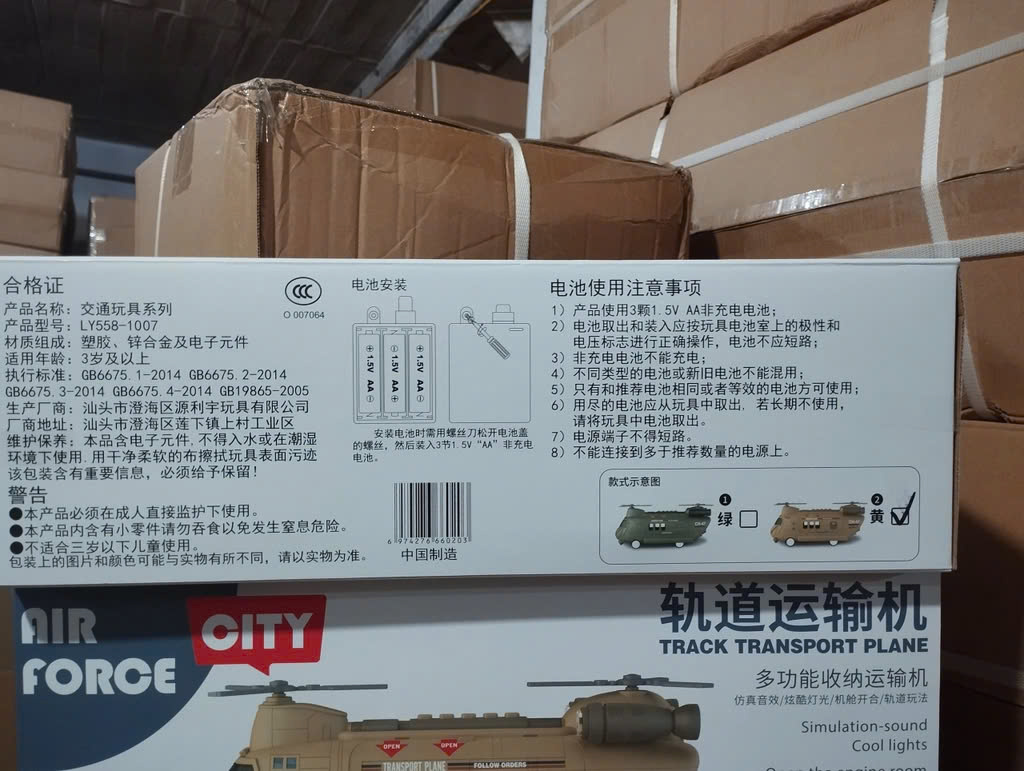 合格证
产品名称：交通玩具系列
产品型号：LY558-1007
材质组成：塑胶、锌合金及电子元件
适用年龄：3岁及以上
执行标准：GB6675.1-2014 GB6675.2-2014
GB6675.3-2014 GB6675.4-2014 GB19865-2005
生产厂商：汕头市澄海区源利宇玩具有限公司
厂商地址：汕头市澄海区莲下镇上村工业区
维护保养：本品含电子元件，不得入水或在潮湿
环境下使用．用干净柔软的布擦拭玩具表面污迹
该包装含有重要信息，必须给予保留！
警告
●本产品必须在成人直接监护下使用。
●本产品内含有小零件请勿吞食以免发生窒息危险。
●不适合三岁以下儿童使用。
包装上的图片和颜色可能与实物有所不同，请以实物为准。
CCC
O 007064
电池安装
1.5V AA
1.5V AA
1.5V AA
安装电池时需用螺丝刀松开电池盖
的螺丝，然后装入3节1.5V“AA”非充电
电池。
6 974276 660203
中国制造
电池使用注意事项
1）产品使用3颗1.5V AA非充电电池；
2）电池取出和装入应按玩具电池室上的极性和
电压标志进行正确操作，电池不应短路；
3）非充电电池不能充电；
4）不同类型的电池或新旧电池不能混用；
5）只有和推荐电池相同或者等效的电池方可使用；
6）用尽的电池应从玩具中取出．若长期不使用，
请将玩具中电池取出。
7）电源端子不得短路。
8）不能连接到多于推荐数量的电源上。
款式示意图
1
绿
2
黄
AIR
FORCE
CITY
轨道运输机
TRACK TRANSPORT PLANE
多功能收纳运输机
仿真音效/炫酷灯光/机舱开合/轨道玩法
Simulation-sound
Cool lights
Open the engine room
OPEN
OPEN
TRANSPORT PLANE
FOLLOW ORDERS